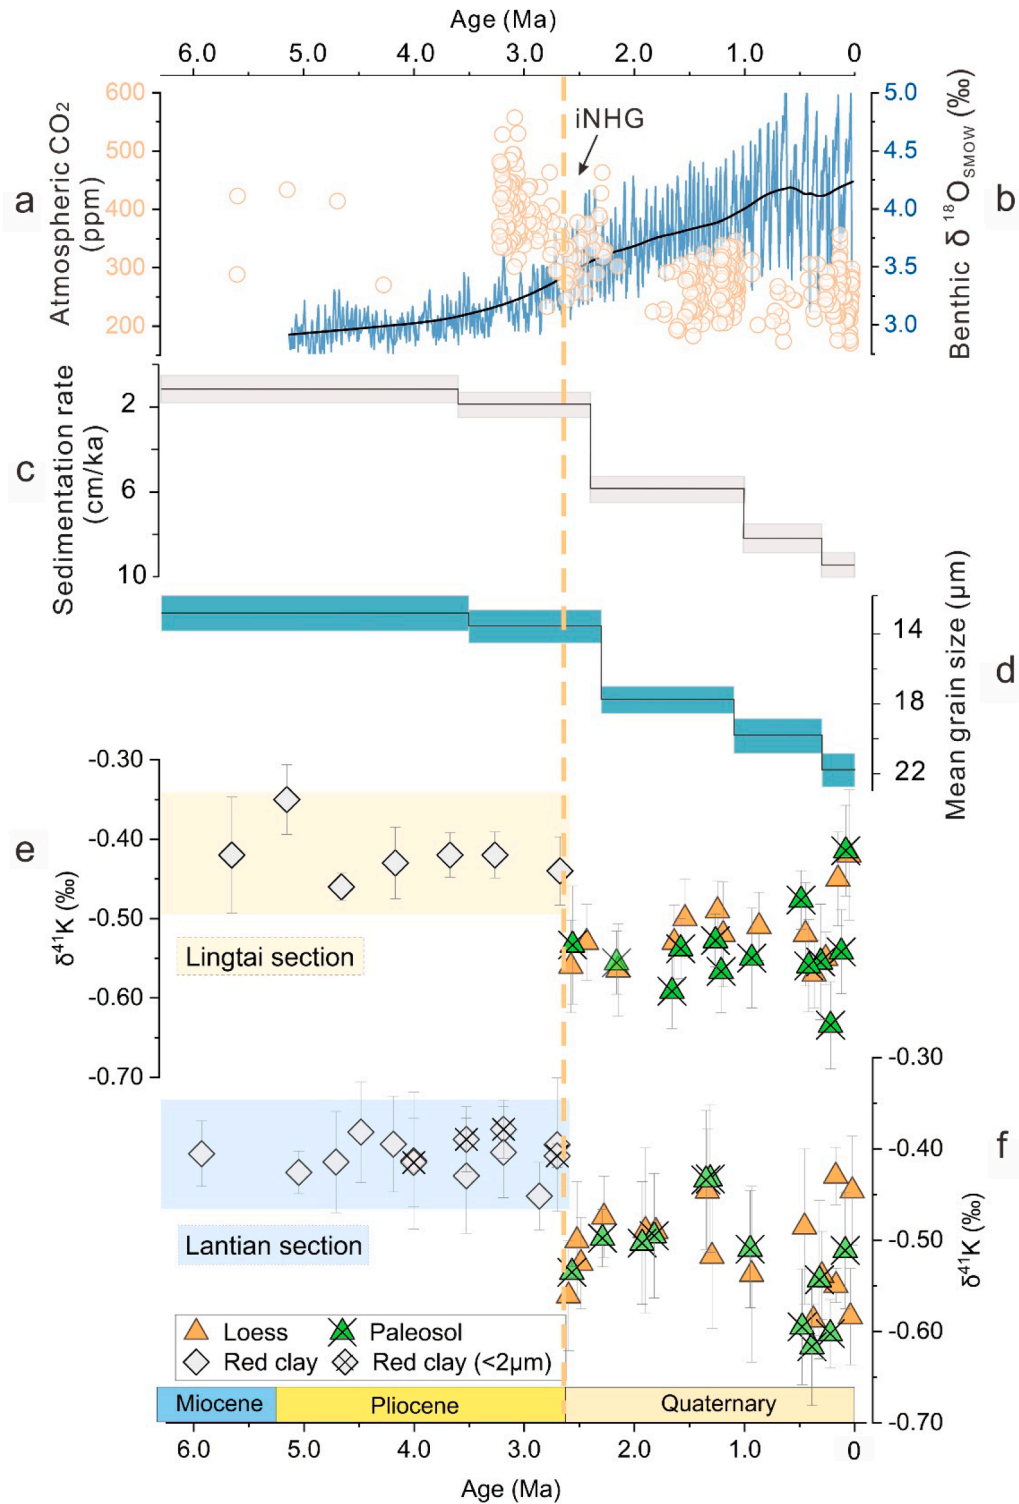 Age (Ma)
6.0 5.0 4.0 3.0 2.0 1.0 0
a
Atmospheric CO₂
(ppm)
600
500
400
300
200
iNHG
5.0
4.5
4.0
3.5
3.0
Benthic δ ¹⁸O SMOW (‰)
b
c
Sedimentation rate
(cm/ka)
2
6
10
14
18
22
Mean grain size (μm)
d
e
δ⁴¹K (‰)
-0.30
-0.40
-0.50
-0.60
-0.70
Lingtai section
-0.30
-0.40
-0.50
-0.60
-0.70
δ⁴¹K (‰)
f
Lantian section
Loess Paleosol
Red clay Red clay (<2μm)
Miocene Pliocene Quaternary
6.0 5.0 4.0 3.0 2.0 1.0 0
Age (Ma)